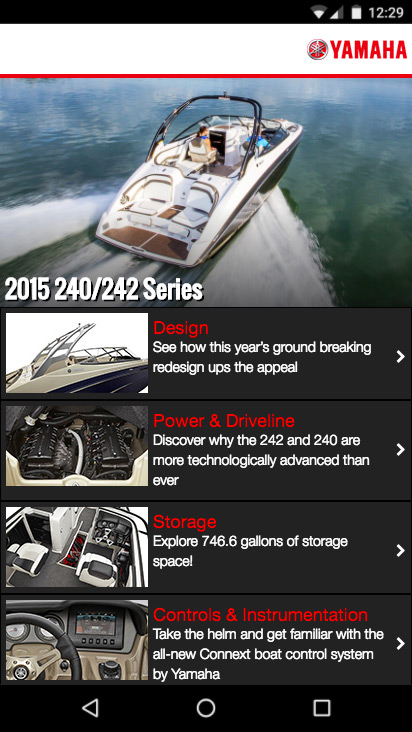 12:29
YAMAHA
2015 240/242 Series
Design
See how this year's ground breaking
redesign ups the appeal
Power & Driveline
Discover why the 242 and 240 are
more technologically advanced than
ever
Storage
Explore 746.6 gallons of storage
space!
Controls & Instrumentation
Take the helm and get familiar with the
all-new Connext boat control system
by Yamaha